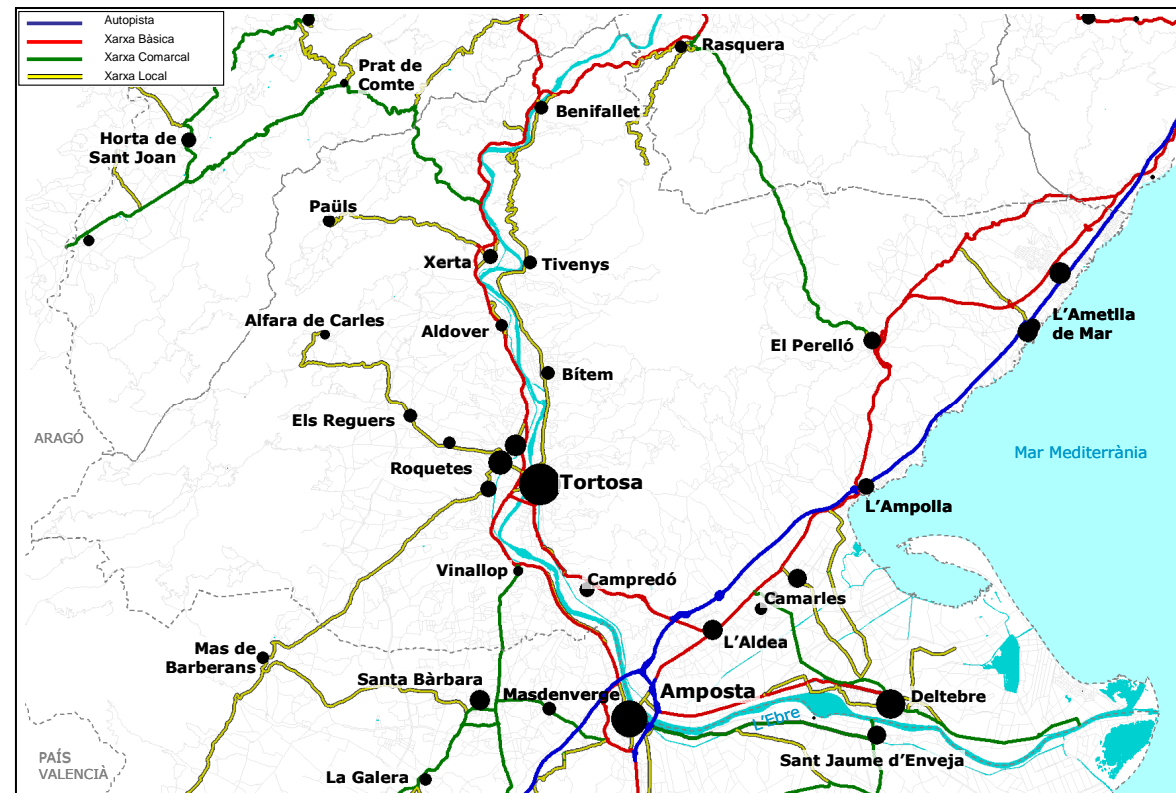 Autopista
Xarxa Bàsica
Xarxa Comarcal
Xarxa Local
Rasquera
Prat de
Comte
Benifallet
Horta de
Sant Joan
Paüls
Xerta
Tivenys
Alfara de Carles
Aldover
L'Ametlla
de Mar
El Perelló
Bítem
Els Reguers
ARAGÓ
Mar Mediterrània
Roquetes
Tortosa
L'Ampolla
Vinallop
Campredó
Camarles
L'Aldea
Mas de
Barberans
Santa Bàrbara
Masdenverge
Amposta
Deltebre
L'Ebre
PAÍS
VALENCIÀ
Sant Jaume d'Enveja
La Galera